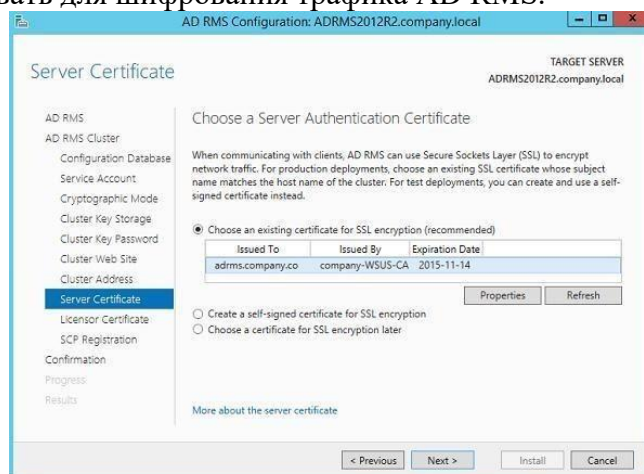 вать для шифрования трафика AD RMS.
AD RMS Configuration: ADRMS2012R2.company.local
Server Certificate
TARGET SERVER
ADRMS2012R2.company.local
AD RMS
AD RMS Cluster
Configuration Database
Service Account
Cryptographic Mode
Cluster Key Storage
Cluster Key Password
Cluster Web Site
Cluster Address
Server Certificate
Licensor Certificate
SCP Registration
Confirmation
Progress
Results
Choose a Server Authentication Certificate
When communicating with clients, AD RMS can use Secure Sockets Layer (SSL) to encrypt
network traffic. For production deployments, choose an existing SSL certificate whose subject
name matches the host name of the cluster. For test deployments, you can create and use a self-
signed certificate instead.
Choose an existing certificate for SSL encryption (recommended)
Issued To Issued By Expiration Date
adrms.company.co company-WSUS-CA 2015-11-14
Properties Refresh
Create a self-signed certificate for SSL encryption
Choose a certificate for SSL encryption later
More about the server certificate
< Previous Next > Install Cancel